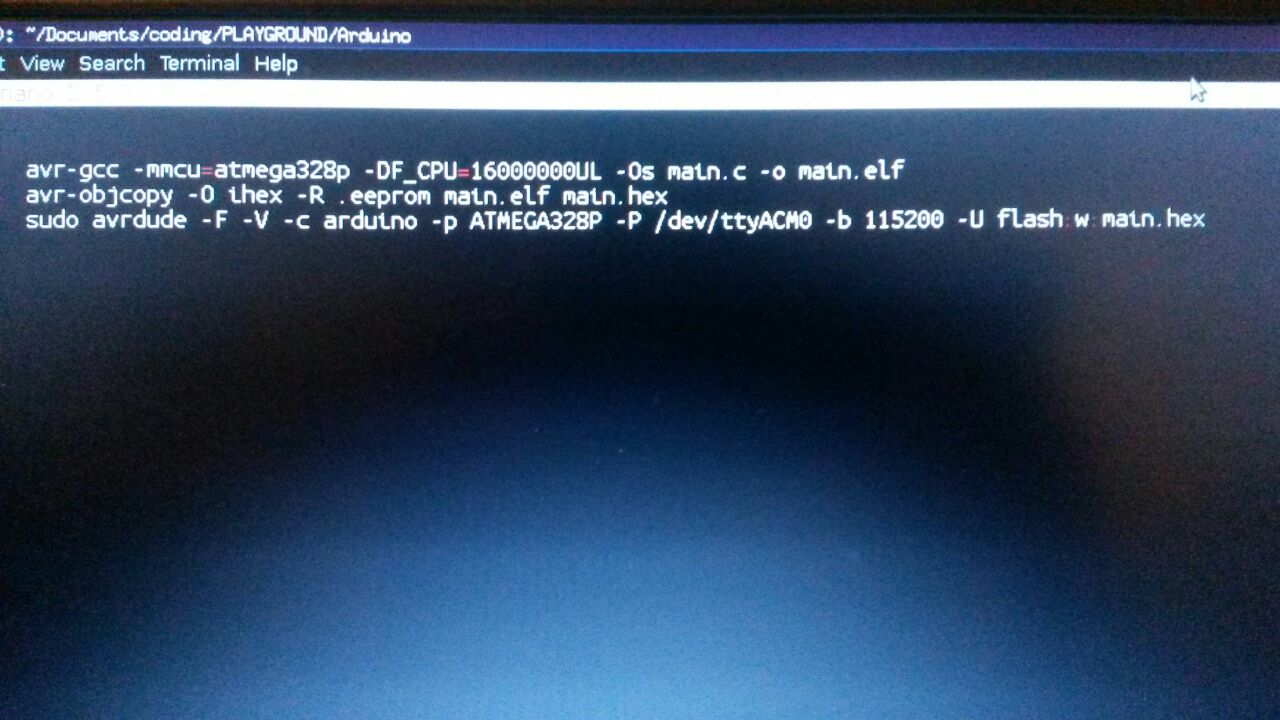 : ~/Documents/coding/PLAYGROUND/Arduino
t View Search Terminal Help
nano 2.5.3
avr-gcc -mmcu=atmega328p -DF_CPU=16000000UL -Os main.c -o main.elf
avr-objcopy -O ihex -R .eeprom main.elf main.hex
sudo avrdude -F -V -c arduino -p ATMEGA328P -P /dev/ttyACM0 -b 115200 -U flash:w:main.hex